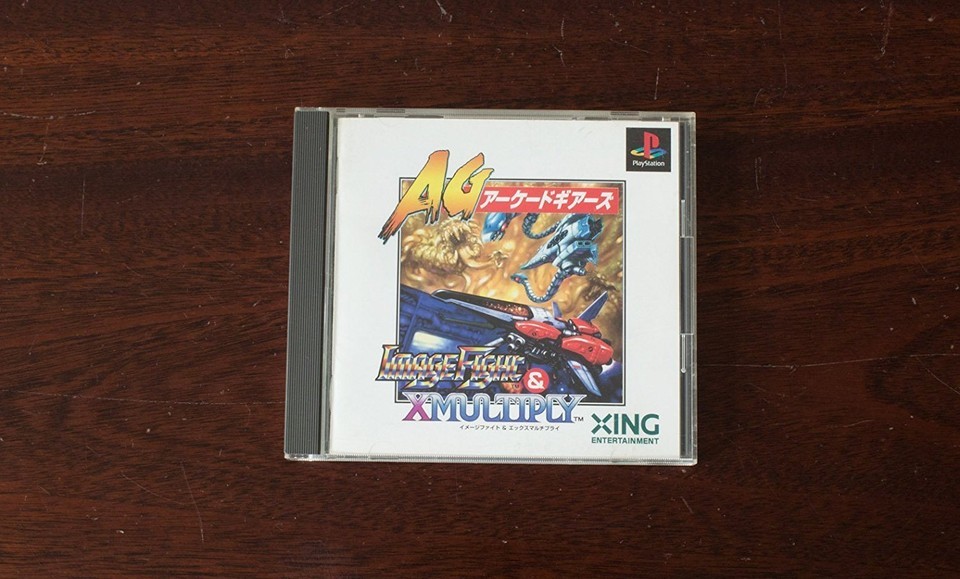 PlayStation
AG
アーケードギアーズ
IMAGE FIGHT
&
XMULTIPLY™
イメージファイト & エックスマルチプライ
XING
ENTERTAINMENT